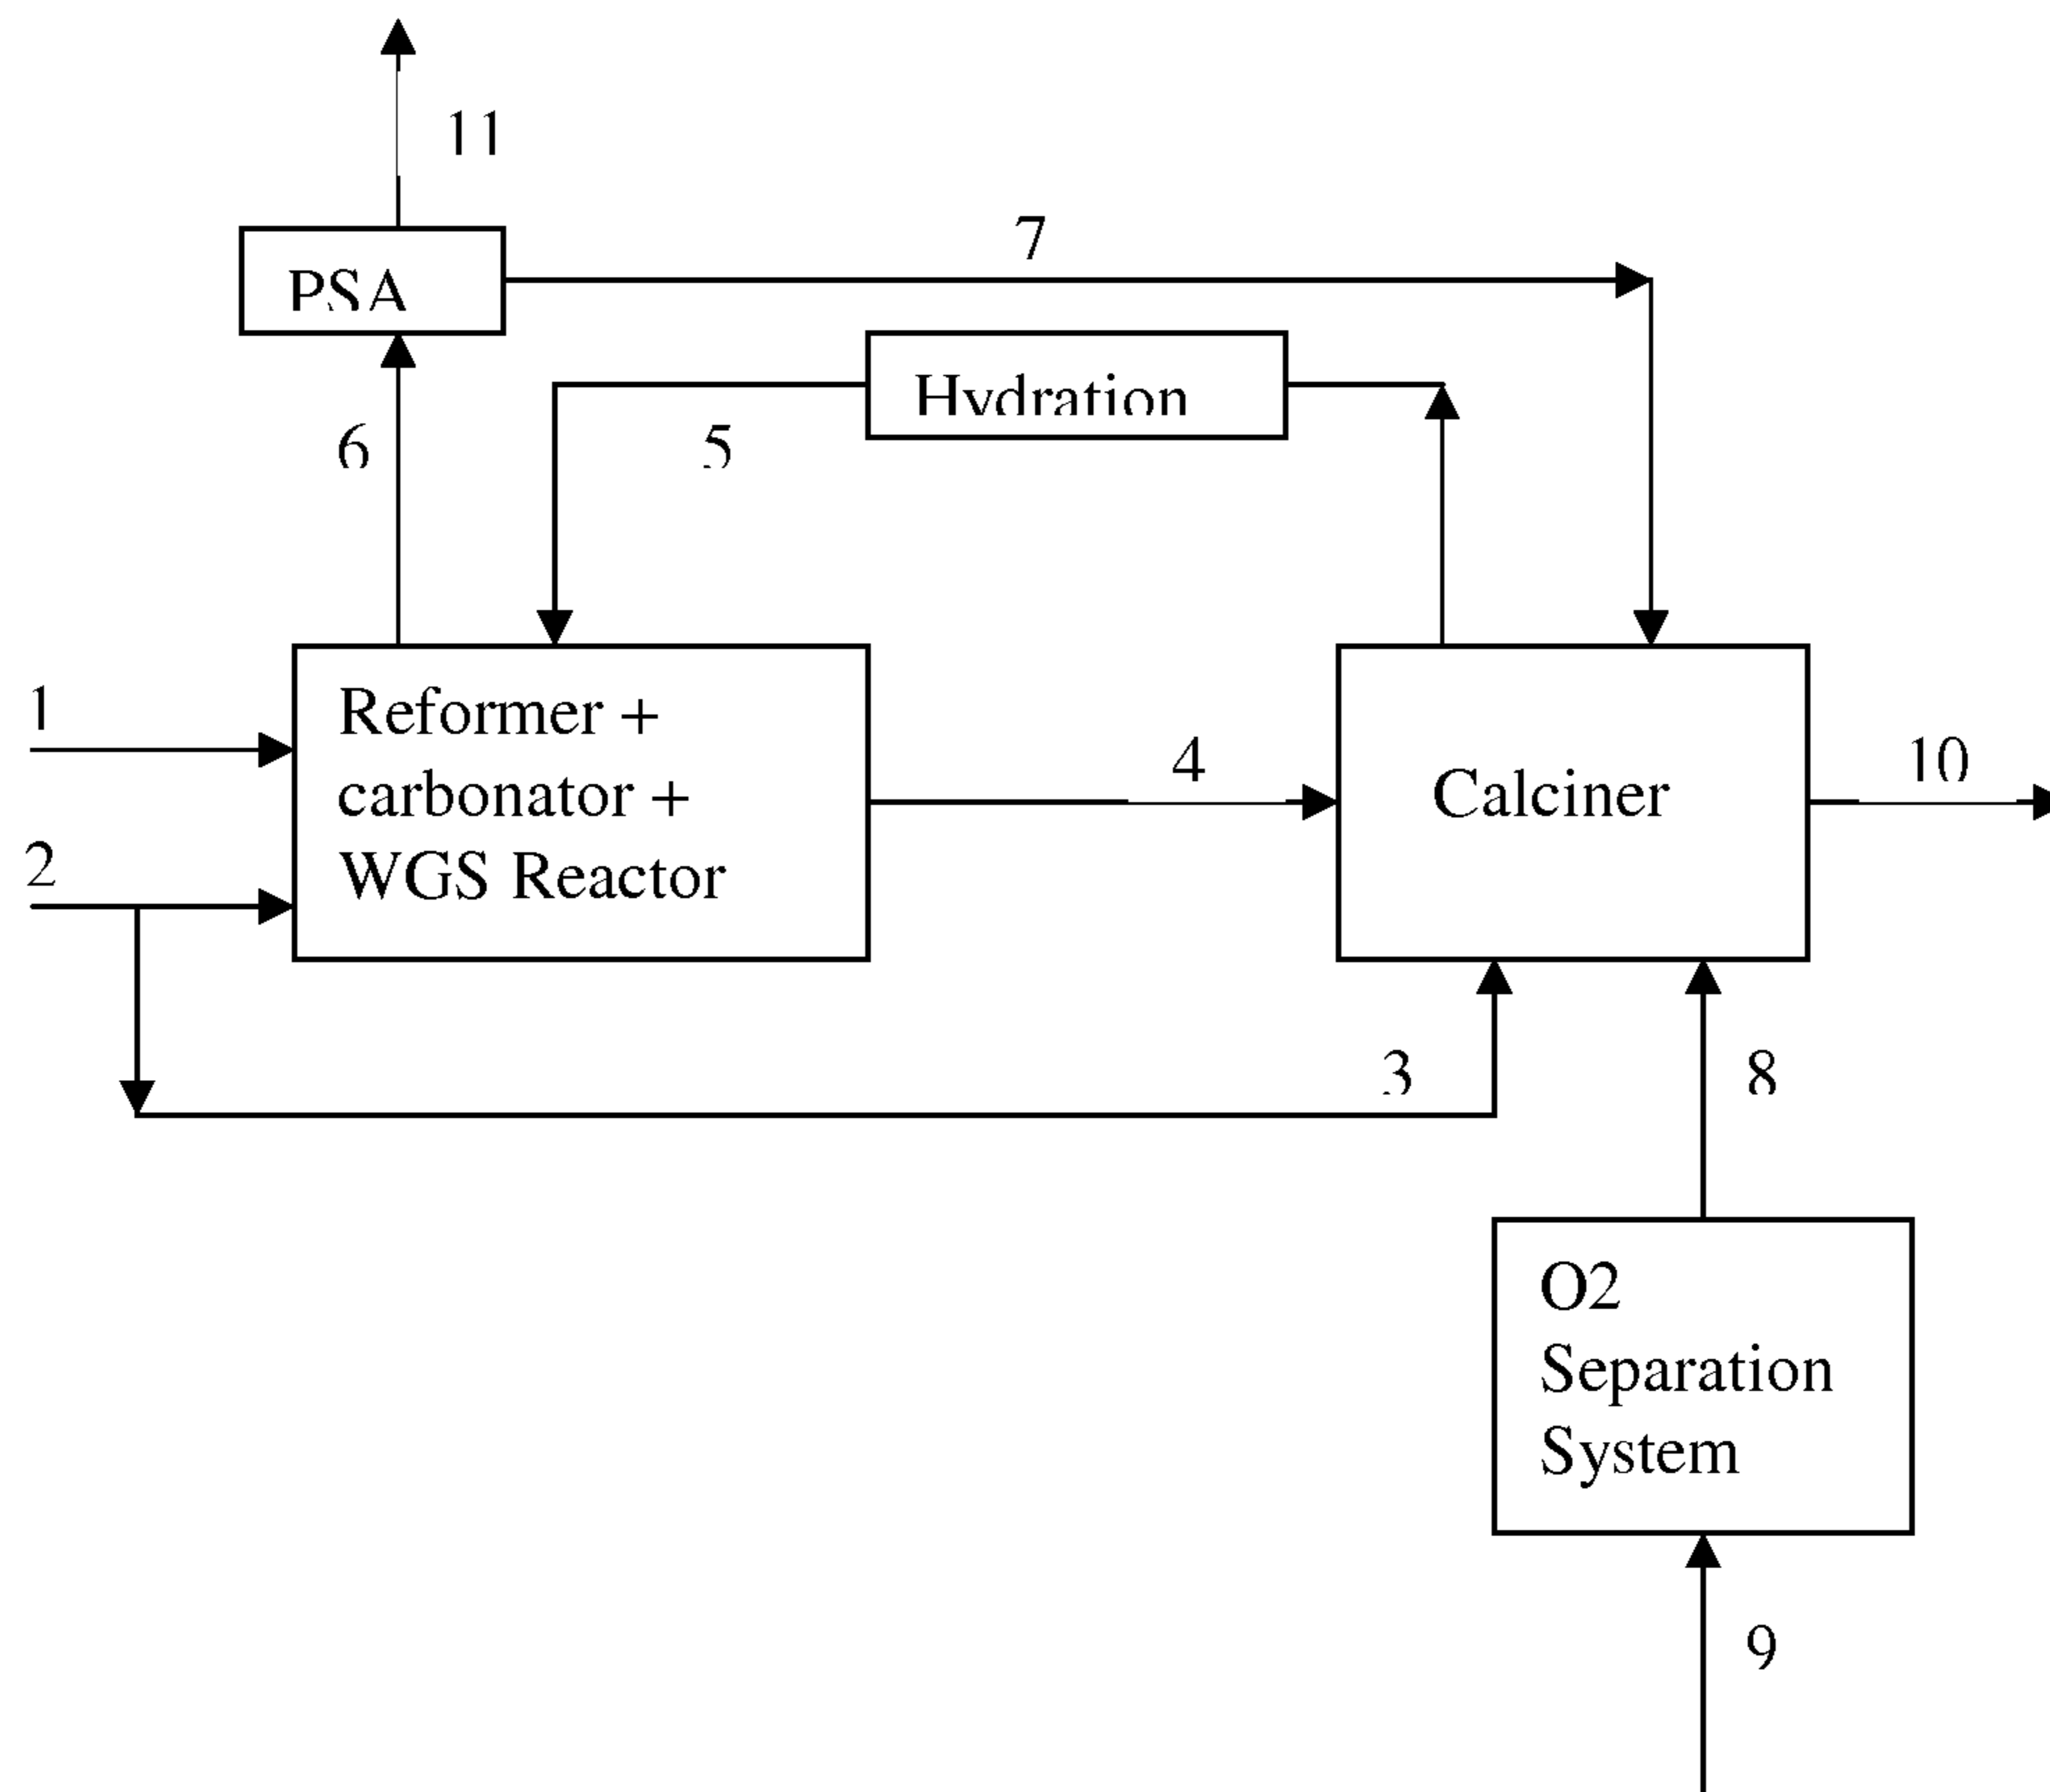 11
7
PSA
Hydration
6
5
1
Reformer +
carbonator +
WGS Reactor
4
Calciner
10
2
3
8
O2
Separation
System
9